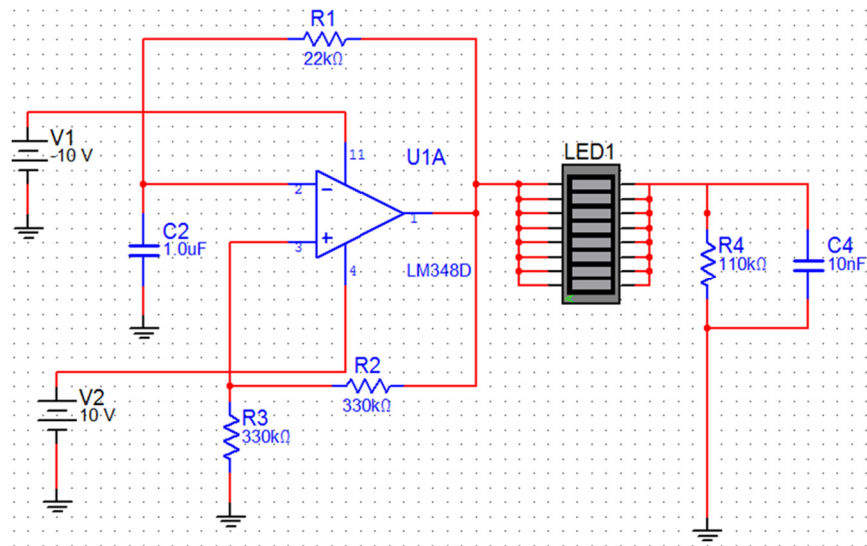 R1
22kΩ
V1
-10 V
11
U1A
2
C2
1.0uF
1
3
4
LM348D
LED1
R4
110kΩ
C4
10nF
R2
330kΩ
V2
10 V
R3
330kΩ